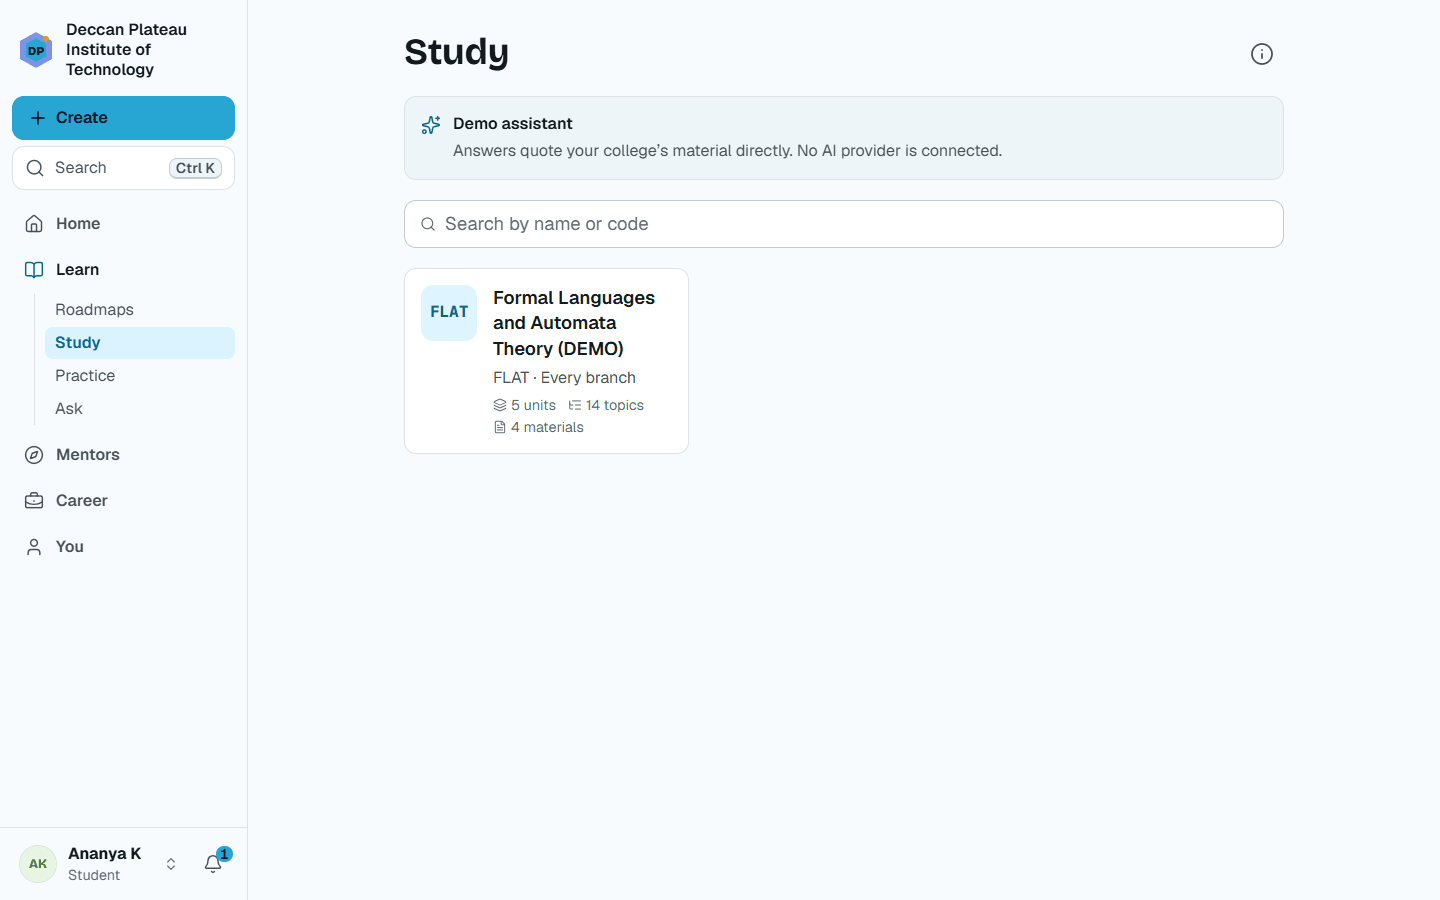 DP
Deccan Plateau
Institute of
Technology
Create
Search
Ctrl K
Home
Learn
Roadmaps
Study
Practice
Ask
Mentors
Career
You
AK
Ananya K
Student
1
Study
Demo assistant
Answers quote your college’s material directly. No AI provider is connected.
Search by name or code
FLAT
Formal Languages
and Automata
Theory (DEMO)
FLAT · Every branch
5 units 14 topics
4 materials